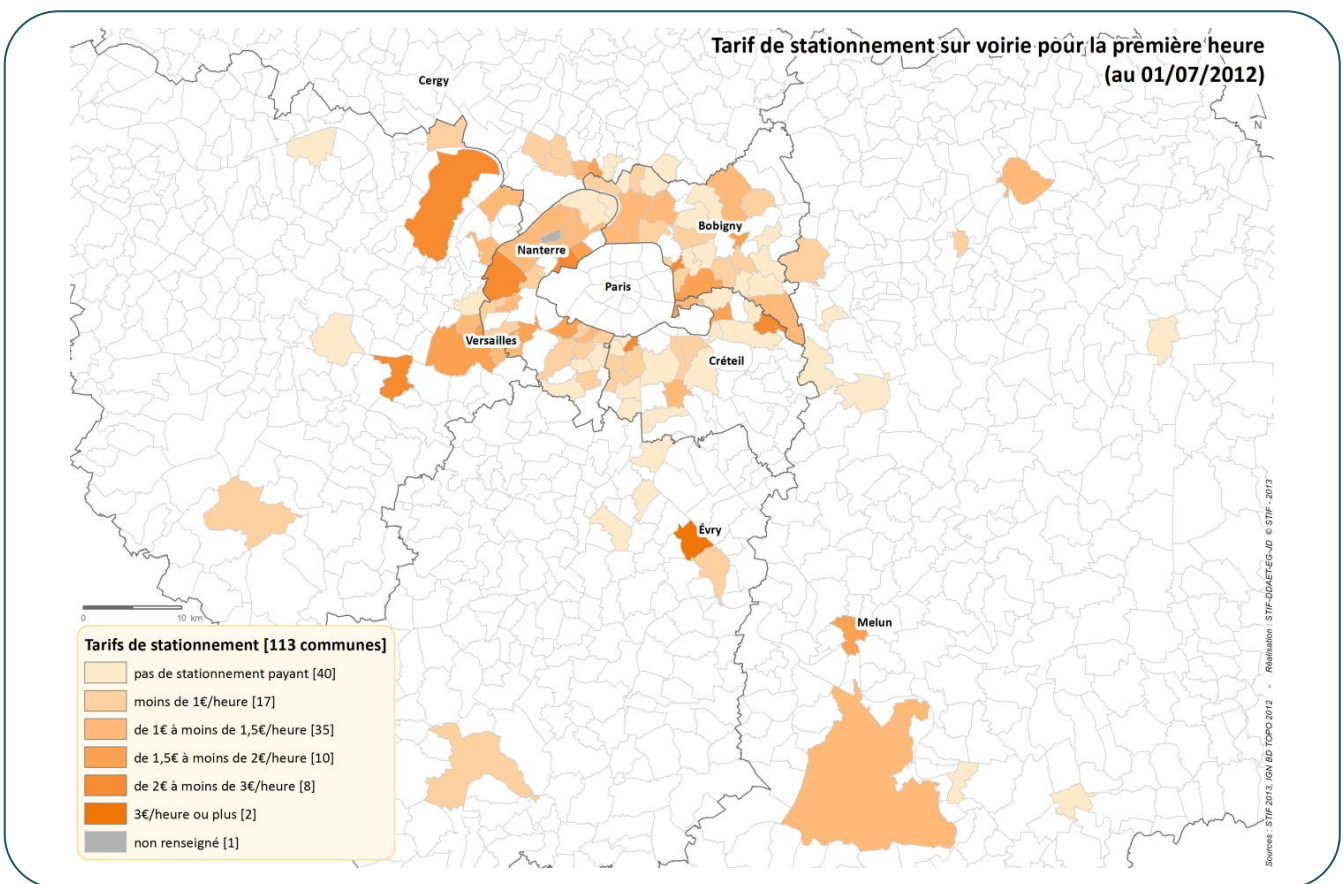 Tarif de stationnement sur voirie pour la première heure
(au 01/07/2012)
Cergy
N
Bobigny
Nanterre
Paris
Versailles
Créteil
Évry
Melun
0 10 km
Tarifs de stationnement [113 communes]
pas de stationnement payant [40]
moins de 1€/heure [17]
de 1€ à moins de 1,5€/heure [35]
de 1,5€ à moins de 2€/heure [10]
de 2€ à moins de 3€/heure [8]
3€/heure ou plus [2]
non renseigné [1]
Sources : STIF 2013, IGN BD TOPO 2012 - Réalisation : STIF-DDAET-EG-JD © STIF - 2013